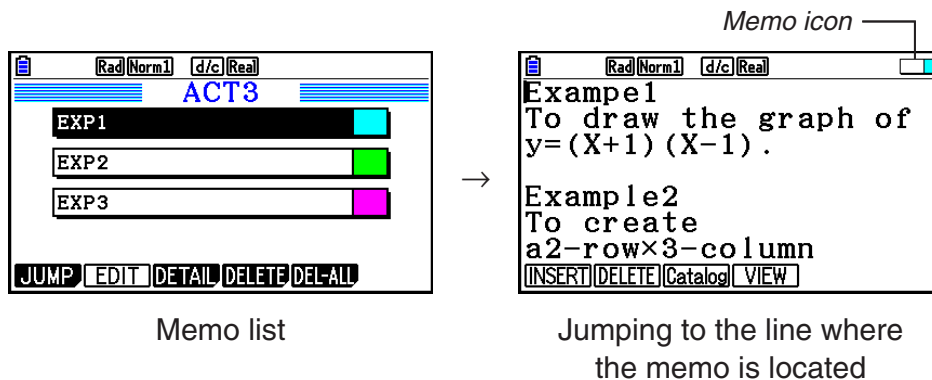 Memo icon
Rad Norm1 d/c Real
ACT3
EXP1
EXP2
EXP3
JUMP EDIT DETAIL DELETE DEL-ALL
Memo list
→
Rad Norm1 d/c Real
Exampe1
To draw the graph of
y=(X+1)(X−1).
Example2
To create
a2−row×3−column
INSERT DELETE Catalog VIEW
Jumping to the line where
the memo is located